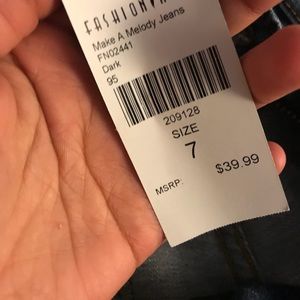 Make A Melody Jeans
FN02441
Dark
95
209128
SIZE
7
MSRP: $39.99